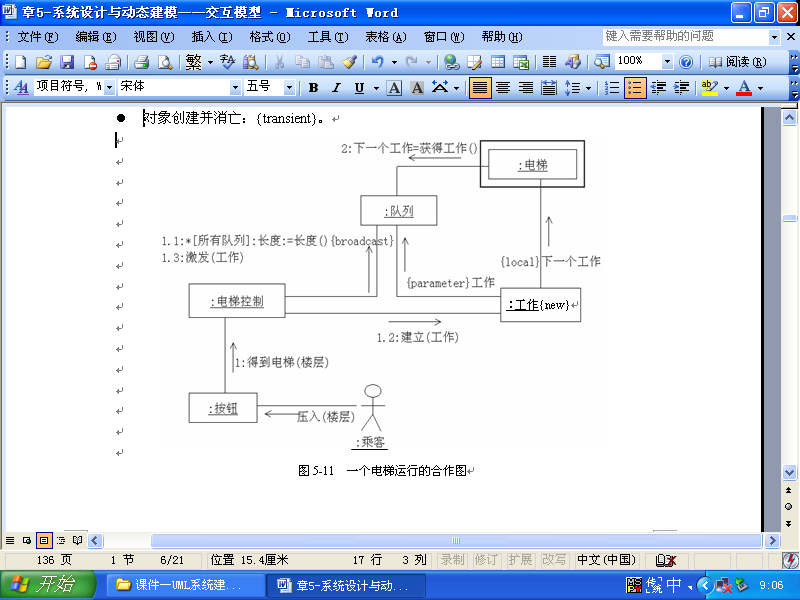 章5-系统设计与动态建模——交互模型 - Microsoft Word
文件(F) 编辑(E) 视图(V) 插入(I) 格式(O) 工具(T) 表格(A) 窗口(W) 帮助(H) 键入需要帮助的问题
繁 100% 阅读(R)
项目符号, 宋体 五号 B I U A A
● 对象创建并消亡：{transient}。
2:下一个工作=获得工作()
:电梯
:队列
1.1:*[所有队列]:长度:=长度(){broadcast}
1.3:激发(工作)
{local}下一个工作
{parameter}工作
:电梯控制
:工作{new}
1.2:建立(工作)
1:得到电梯(楼层)
:按钮
压入(楼层)
:乘客
图 5-11 一个电梯运行的合作图
136 页 1 节 6/21 位置 15.4厘米 17 行 3 列 录制 修订 扩展 改写 中文(中国)
开始 课件一UML系统建... 章5-系统设计与动... 中 9:06